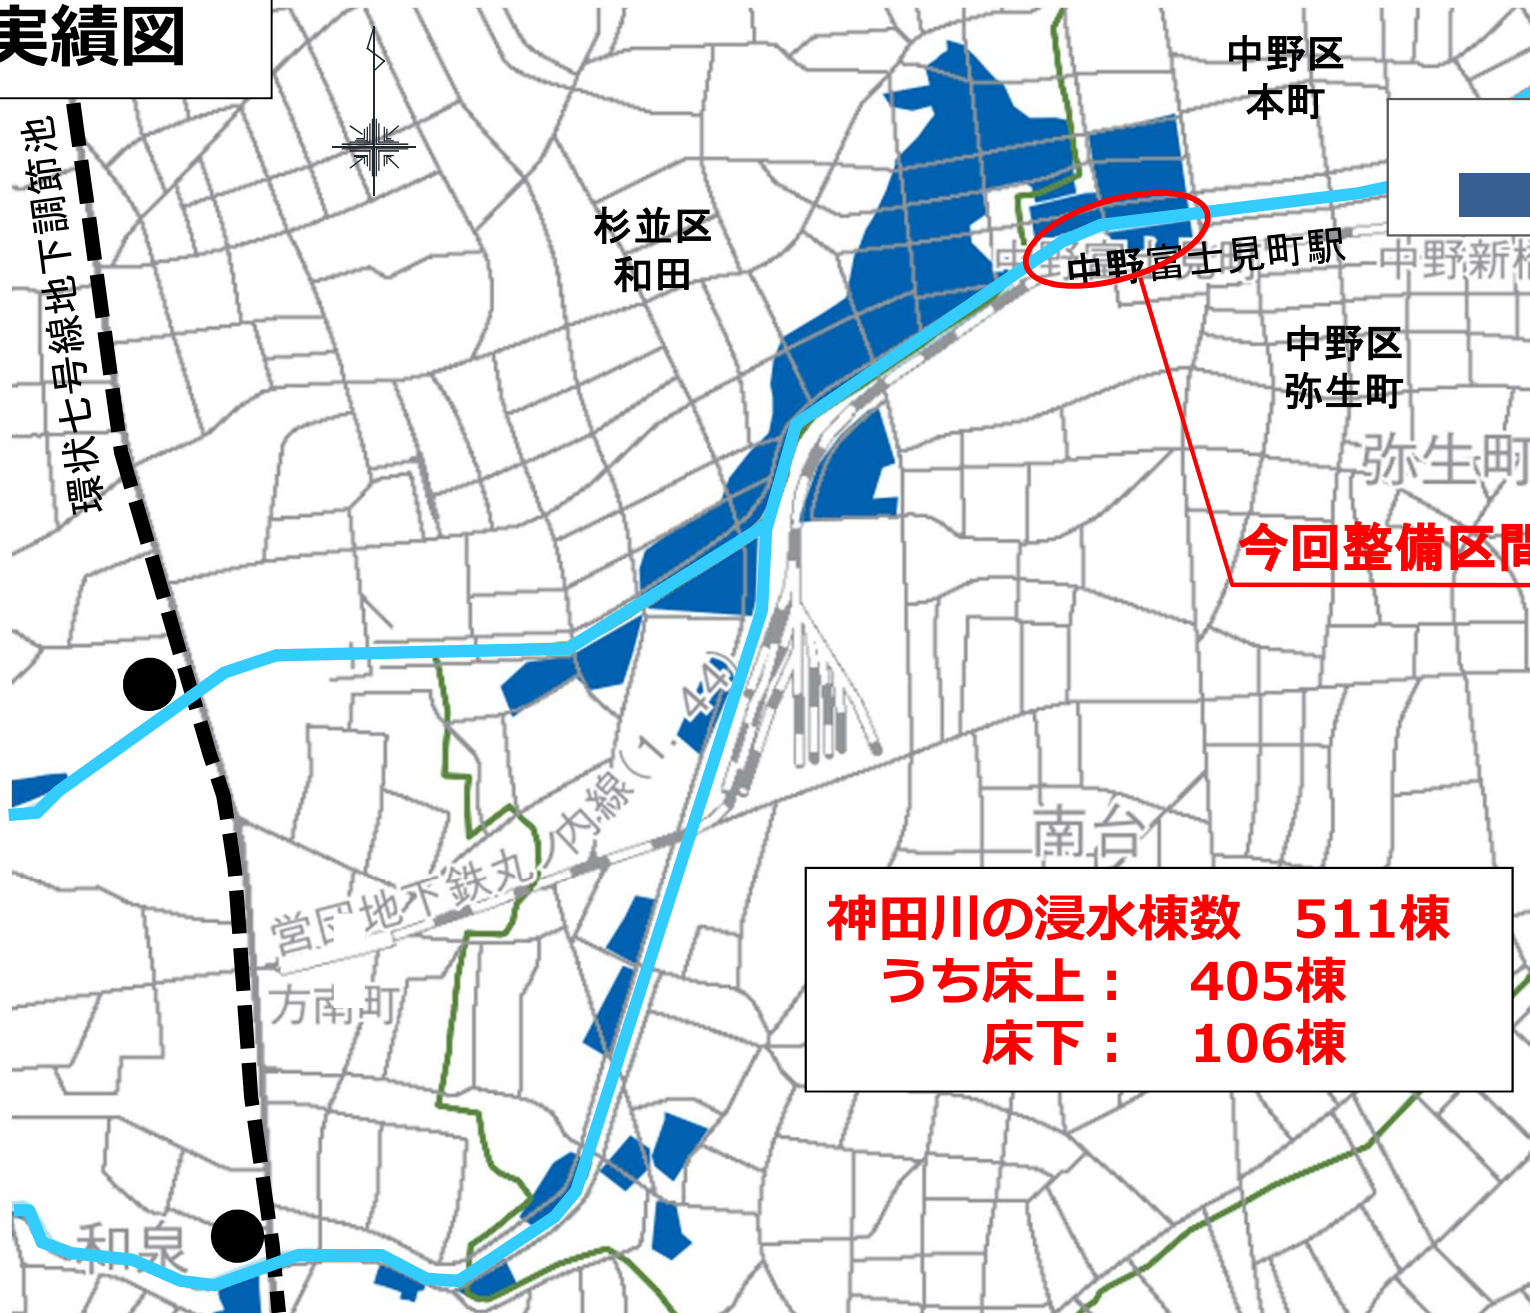 実績図
環状七号線地下調節池
中野区
本町
杉並区
和田
中野富士見町駅
中野新橋
中野区
弥生町
弥生町
今回整備区間
営団地下鉄丸ノ内線(1.44)
方南町
南台
神田川の浸水棟数 511棟
うち床上: 405棟
床下: 106棟
和泉